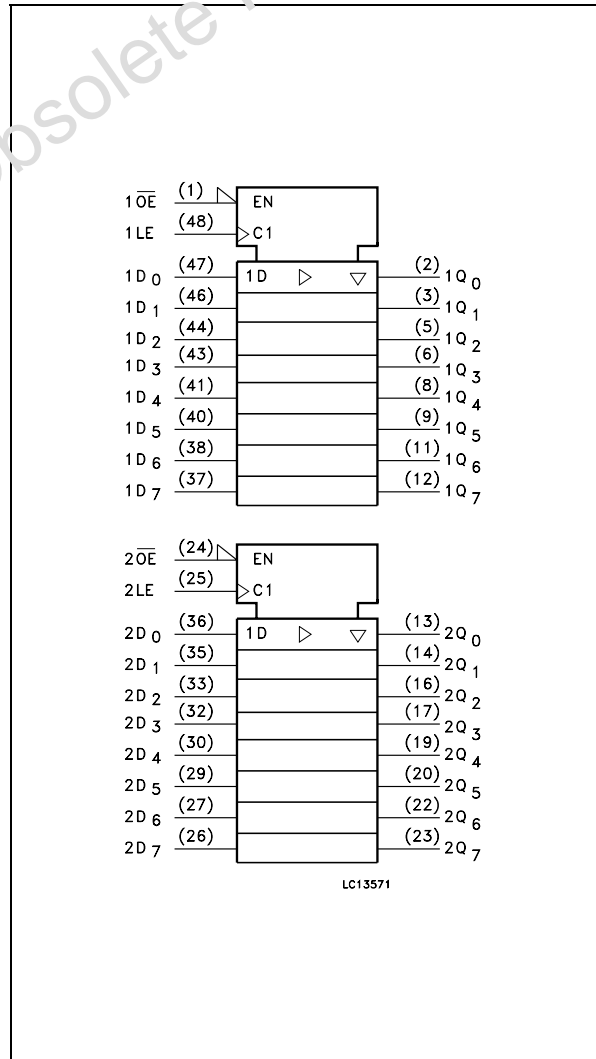 obsolete
1O̅E̅ (1) EN
1LE (48) C1
1D0 (47) 1D (2) 1Q0
1D1 (46) (3) 1Q1
1D2 (44) (5) 1Q2
1D3 (43) (6) 1Q3
1D4 (41) (8) 1Q4
1D5 (40) (9) 1Q5
1D6 (38) (11) 1Q6
1D7 (37) (12) 1Q7
2O̅E̅ (24) EN
2LE (25) C1
2D0 (36) 1D (13) 2Q0
2D1 (35) (14) 2Q1
2D2 (33) (16) 2Q2
2D3 (32) (17) 2Q3
2D4 (30) (19) 2Q4
2D5 (29) (20) 2Q5
2D6 (27) (22) 2Q6
2D7 (26) (23) 2Q7
LC13571